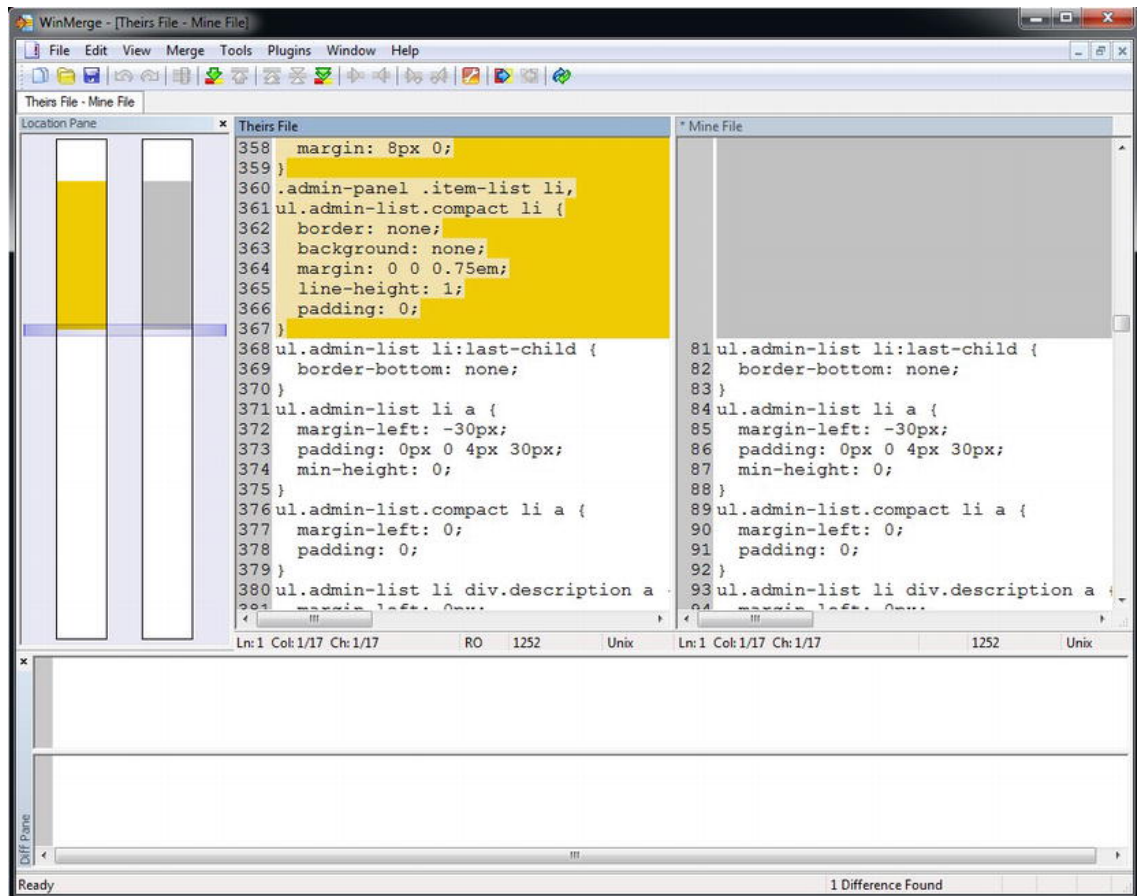 WinMerge - [Theirs File - Mine File]
File Edit View Merge Tools Plugins Window Help
Theirs File - Mine File
Location Pane
Theirs File
* Mine File
358   margin: 8px 0;
359 }
360 .admin-panel .item-list li,
361 ul.admin-list.compact li {
362   border: none;
363   background: none;
364   margin: 0 0 0.75em;
365   line-height: 1;
366   padding: 0;
367 }
368 ul.admin-list li:last-child {
369   border-bottom: none;
370 }
371 ul.admin-list li a {
372   margin-left: -30px;
373   padding: 0px 0 4px 30px;
374   min-height: 0;
375 }
376 ul.admin-list.compact li a {
377   margin-left: 0;
378   padding: 0;
379 }
380 ul.admin-list li div.description a
381   margin-left: 0px;
81 ul.admin-list li:last-child {
82   border-bottom: none;
83 }
84 ul.admin-list li a {
85   margin-left: -30px;
86   padding: 0px 0 4px 30px;
87   min-height: 0;
88 }
89 ul.admin-list.compact li a {
90   margin-left: 0;
91   padding: 0;
92 }
93 ul.admin-list li div.description a {
94   margin-left: 0px;
Ln: 1 Col: 1/17 Ch: 1/17 RO 1252 Unix
Ln: 1 Col: 1/17 Ch: 1/17 1252 Unix
Diff Pane
Ready
1 Difference Found